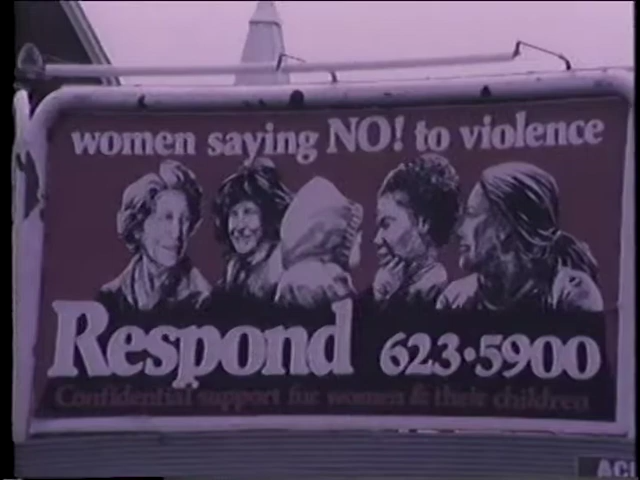 women saying NO! to violence
Respond 623·5900
Confidential support for women & their children